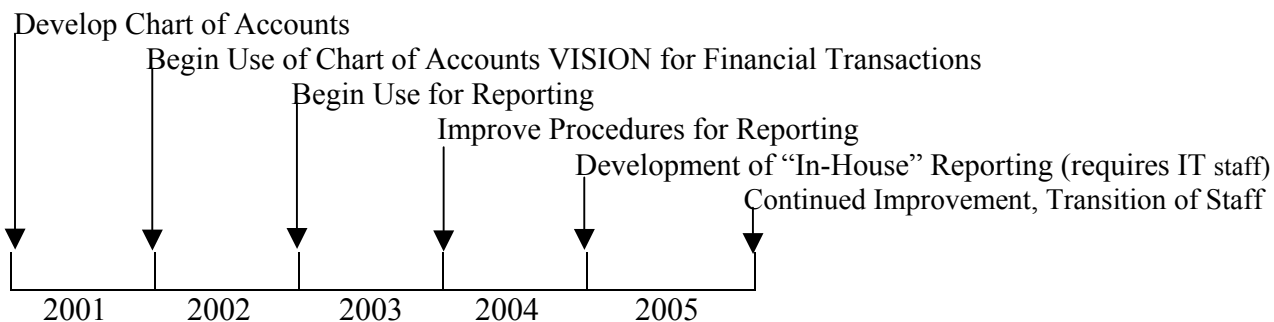 Develop Chart of Accounts
Begin Use of Chart of Accounts VISION for Financial Transactions
Begin Use for Reporting
Improve Procedures for Reporting
Development of “In-House” Reporting (requires IT staff)
Continued Improvement, Transition of Staff
2001 2002 2003 2004 2005